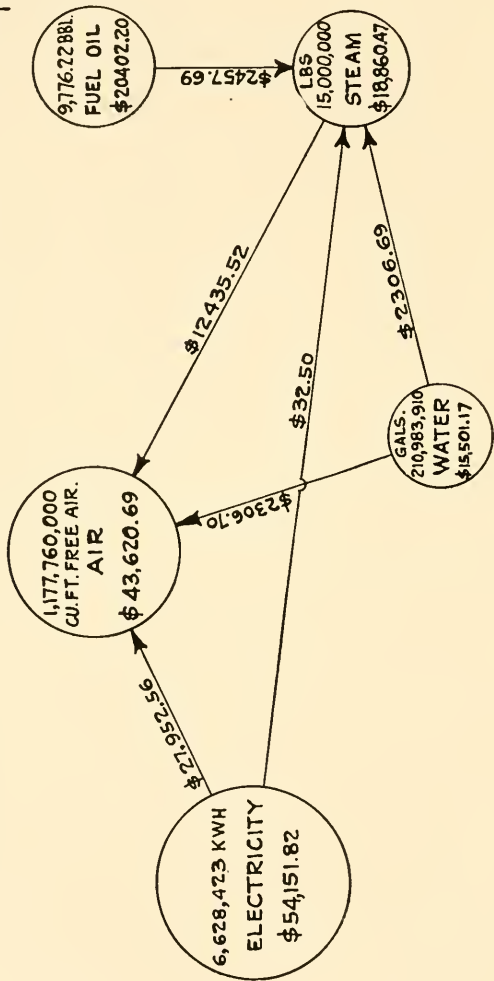 9,776.22 BBL.
FUEL OIL
$20402.20
$2457.69
LBS
15,000,000
STEAM
$18,860.47
$12435.52
1,177,760,000
CU.FT. FREE AIR.
AIR
$43,620.69
$32.50
$2306.69
$2306.70
GALS.
210,983,910
WATER
$15,501.17
$27,952.56
6,628,423 KWH
ELECTRICITY
$54,151.82